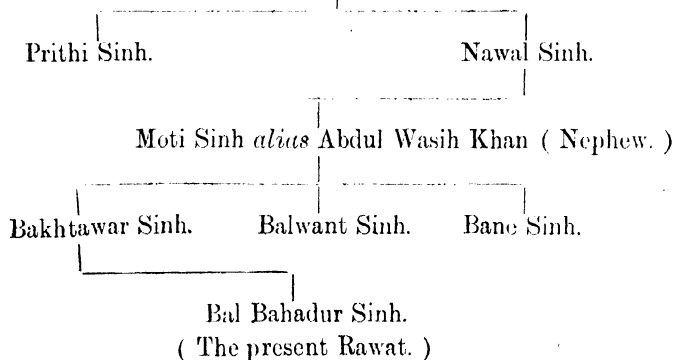 Prithi Sinh. Nawal Sinh.
Moti Sinh alias Abdul Wasih Khan ( Nephew. )
Bakhtawar Sinh. Balwant Sinh. Bane Sinh.
Bal Bahadur Sinh.
( The present Rawat. )